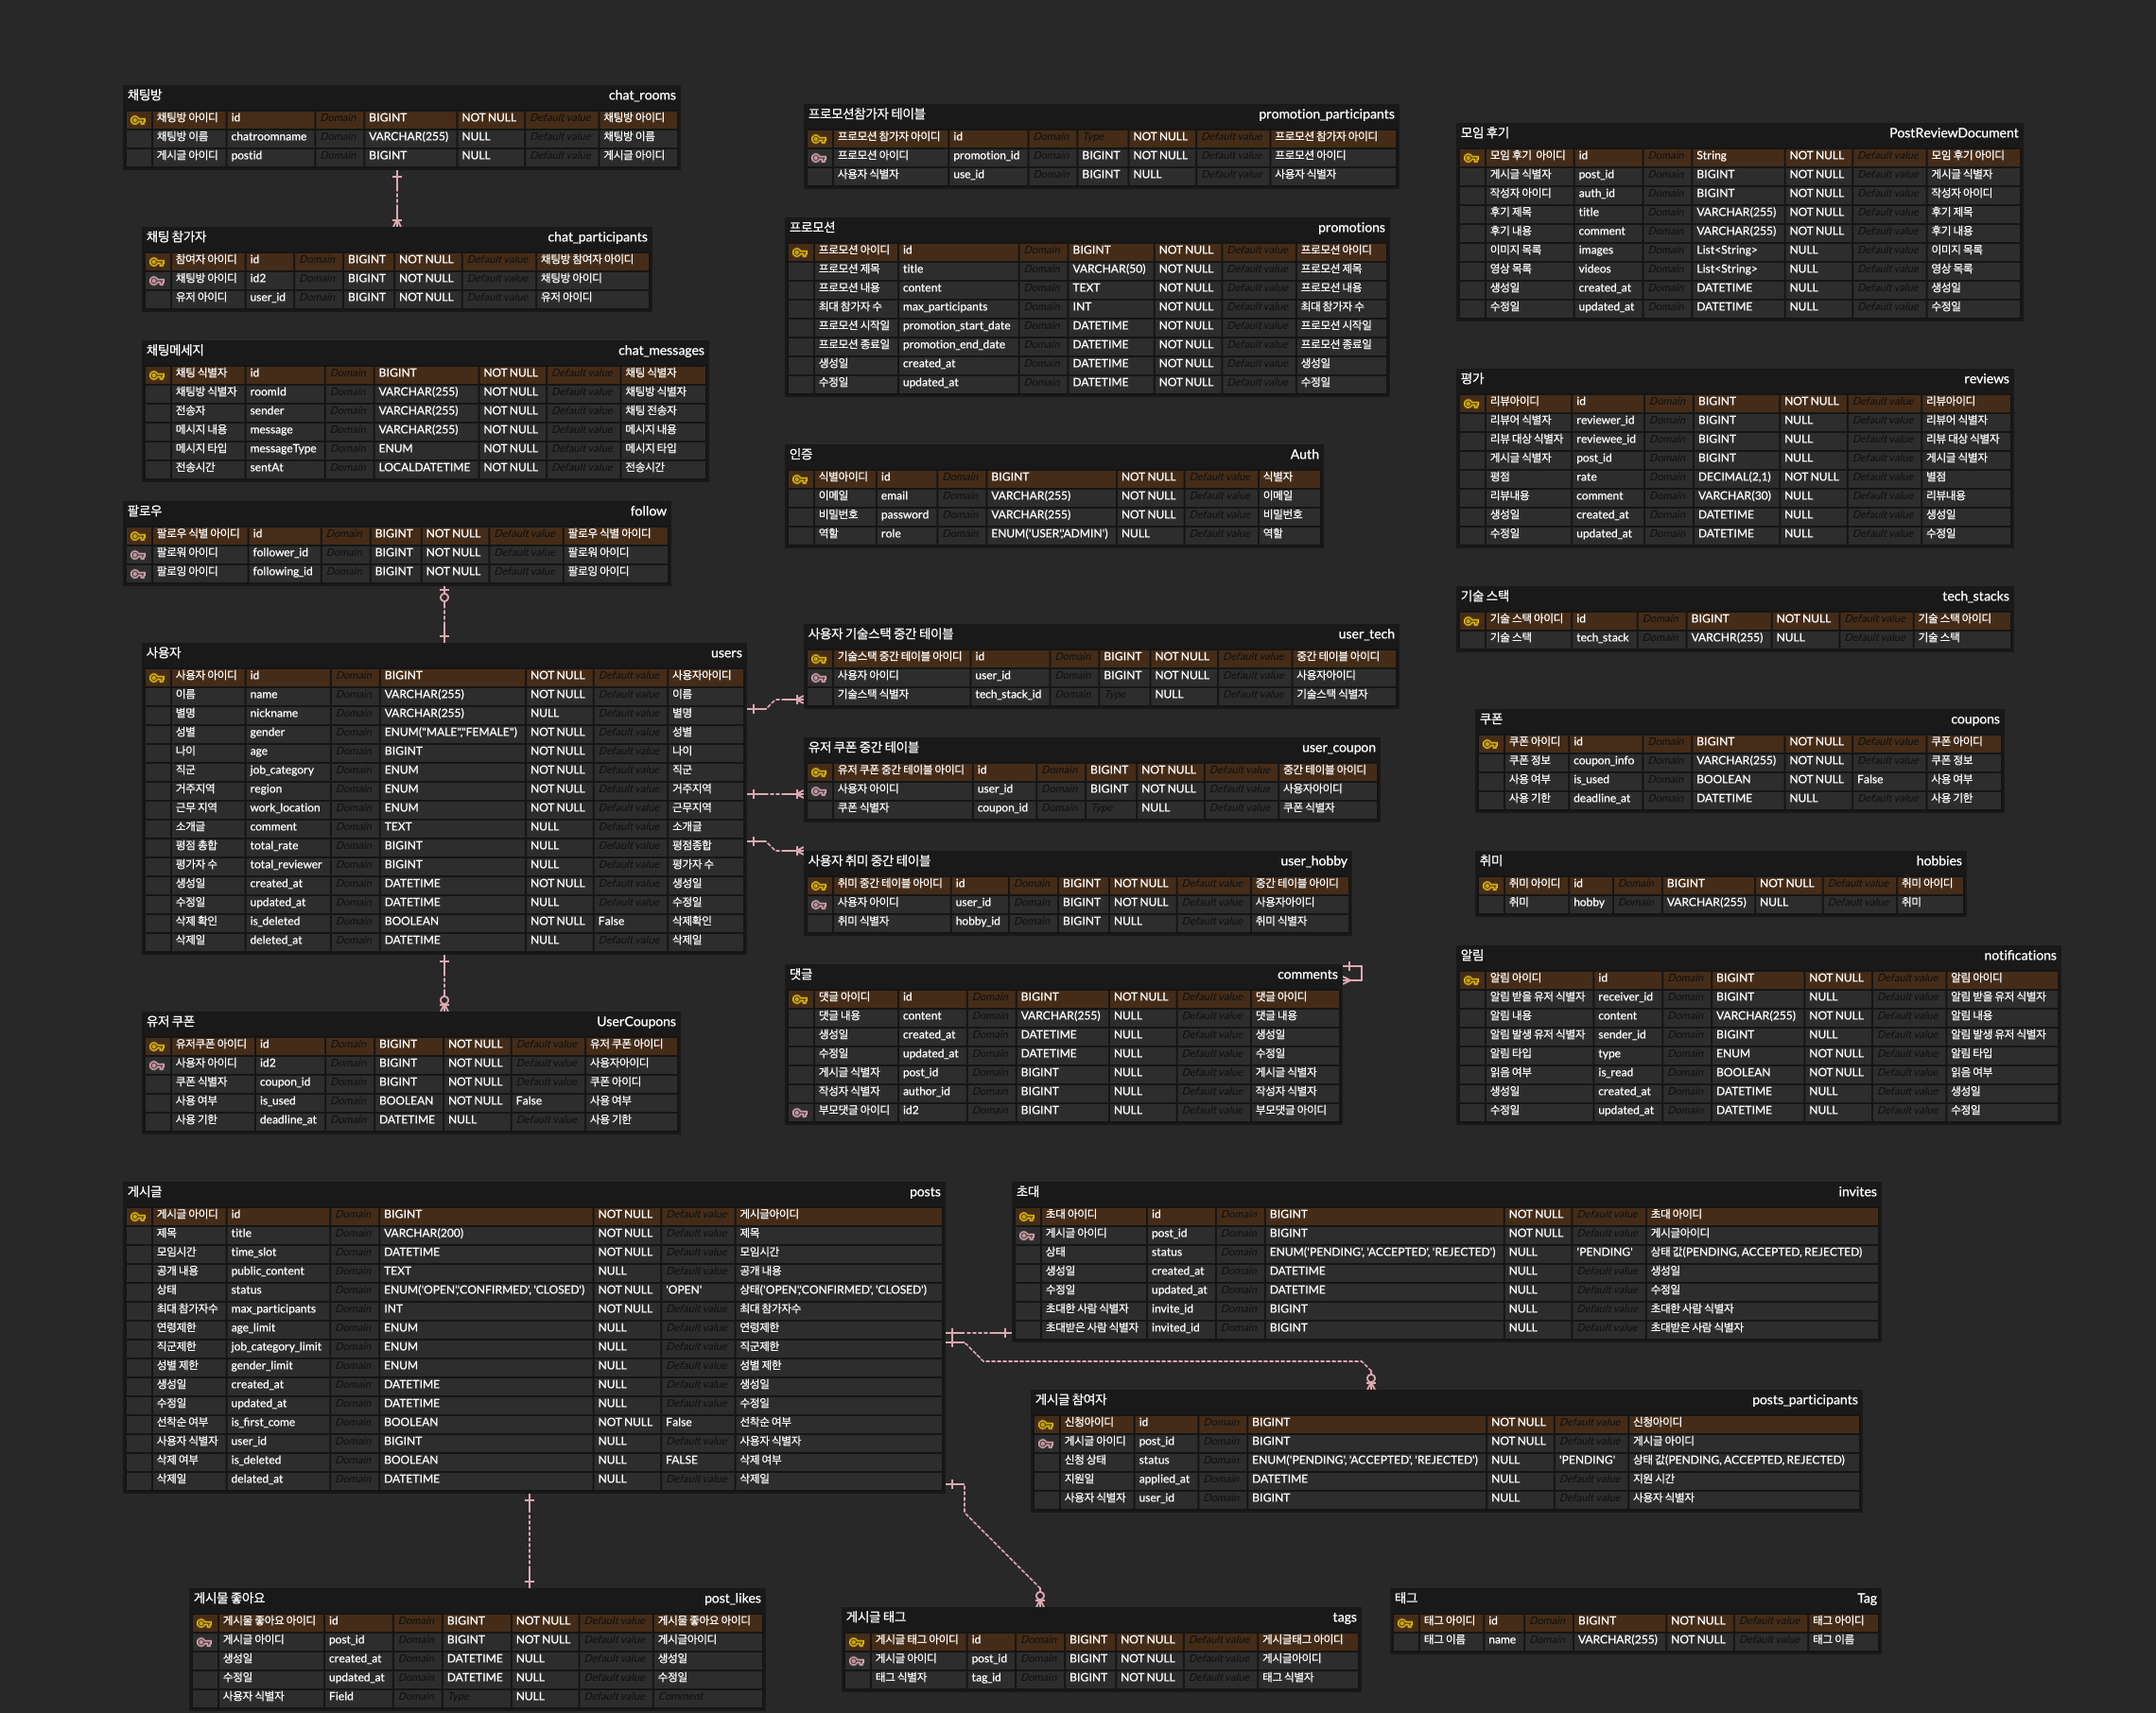 채팅방 chat_rooms
채팅방 아이디 id Domain BIGINT NOT NULL Default value 채팅방 아이디
채팅방 이름 chatroomname Domain VARCHAR(255) NULL Default value 채팅방 이름
게시글 아이디 postid Domain BIGINT NULL Default value 게시글 아이디
채팅 참가자 chat_participants
참여자 아이디 id Domain BIGINT NOT NULL Default value 채팅방 참여자 아이디
채팅방 아이디 id2 Domain BIGINT NOT NULL Default value 채팅방 아이디
유저 아이디 user_id Domain BIGINT NOT NULL Default value 유저 아이디
채팅메세지 chat_messages
채팅 식별자 id Domain BIGINT NOT NULL Default value 채팅 식별자
채팅방 식별자 roomId Domain VARCHAR(255) NOT NULL Default value 채팅방 식별자
전송자 sender Domain VARCHAR(255) NOT NULL Default value 채팅 전송자
메시지 내용 message Domain VARCHAR(255) NOT NULL Default value 메시지 내용
메시지 타입 messageType Domain ENUM NOT NULL Default value 메시지 타입
전송시간 sentAt Domain LOCALDATETIME NOT NULL Default value 전송시간
팔로우 follow
팔로우 식별 아이디 id Domain BIGINT NOT NULL Default value 팔로우 식별 아이디
팔로워 아이디 follower_id Domain BIGINT NOT NULL Default value 팔로워 아이디
팔로잉 아이디 following_id Domain BIGINT NOT NULL Default value 팔로잉 아이디
사용자 users
사용자 아이디 id Domain BIGINT NOT NULL Default value 사용자아이디
이름 name Domain VARCHAR(255) NOT NULL Default value 이름
별명 nickname Domain VARCHAR(255) NULL Default value 별명
성별 gender Domain ENUM("MALE","FEMALE") NOT NULL Default value 성별
나이 age Domain BIGINT NOT NULL Default value 나이
직군 job_category Domain ENUM NOT NULL Default value 직군
거주지역 region Domain ENUM NOT NULL Default value 거주지역
근무 지역 work_location Domain ENUM NOT NULL Default value 근무지역
소개글 comment Domain TEXT NULL Default value 소개글
평점 총합 total_rate Domain BIGINT NULL Default value 평점종합
평가자 수 total_reviewer Domain BIGINT NULL Default value 평가자 수
생성일 created_at Domain DATETIME NOT NULL Default value 생성일
수정일 updated_at Domain DATETIME NULL Default value 수정일
삭제 확인 is_deleted Domain BOOLEAN NOT NULL False 삭제확인
삭제일 deleted_at Domain DATETIME NULL Default value 삭제일
유저 쿠폰 UserCoupons
유저쿠폰 아이디 id Domain BIGINT NOT NULL Default value 유저 쿠폰 아이디
사용자 아이디 id2 Domain BIGINT NOT NULL Default value 사용자아이디
쿠폰 식별자 coupon_id Domain BIGINT NOT NULL Default value 쿠폰 아이디
사용 여부 is_used Domain BOOLEAN NOT NULL False 사용 여부
사용 기한 deadline_at Domain DATETIME NULL Default value 사용 기한
프로모션참가자 테이블 promotion_participants
프로모션 참가자 아이디 id Domain Type NOT NULL Default value 프로모션 참가자 아이디
프로모션 아이디 promotion_id Domain BIGINT NOT NULL Default value 프로모션 아이디
사용자 식별자 use_id Domain BIGINT NULL Default value 사용자 식별자
프로모션 promotions
프로모션 아이디 id Domain BIGINT NOT NULL Default value 프로모션 아이디
프로모션 제목 title Domain VARCHAR(50) NOT NULL Default value 프로모션 제목
프로모션 내용 content Domain TEXT NOT NULL Default value 프로모션 내용
최대 참가자 수 max_participants Domain INT NOT NULL Default value 최대 참가자 수
프로모션 시작일 promotion_start_date Domain DATETIME NOT NULL Default value 프로모션 시작일
프로모션 종료일 promotion_end_date Domain DATETIME NOT NULL Default value 프로모션 종료일
생성일 created_at Domain DATETIME NOT NULL Default value 생성일
수정일 updated_at Domain DATETIME NOT NULL Default value 수정일
인증 Auth
식별아이디 id Domain BIGINT NOT NULL Default value 식별자
이메일 email Domain VARCHAR(255) NOT NULL Default value 이메일
비밀번호 password Domain VARCHAR(255) NOT NULL Default value 비밀번호
역할 role Domain ENUM('USER','ADMIN') NULL Default value 역할
사용자 기술스택 중간 테이블 user_tech
기술스택 중간 테이블 아이디 id Domain BIGINT NOT NULL Default value 중간 테이블 아이디
사용자 아이디 user_id Domain BIGINT NOT NULL Default value 사용자아이디
기술스택 식별자 tech_stack_id Domain Type NULL Default value 기술스택 식별자
유저 쿠폰 중간 테이블 user_coupon
유저 쿠폰 중간 테이블 아이디 id Domain BIGINT NOT NULL Default value 중간 테이블 아이디
사용자 아이디 user_id Domain BIGINT NOT NULL Default value 사용자아이디
쿠폰 식별자 coupon_id Domain Type NULL Default value 쿠폰 식별자
사용자 취미 중간 테이블 user_hobby
취미 중간 테이블 아이디 id Domain BIGINT NOT NULL Default value 중간 테이블 아이디
사용자 아이디 user_id Domain BIGINT NOT NULL Default value 사용자아이디
취미 식별자 hobby_id Domain BIGINT NULL Default value 취미 식별자
댓글 comments
댓글 아이디 id Domain BIGINT NOT NULL Default value 댓글 아이디
댓글 내용 content Domain VARCHAR(255) NULL Default value 댓글 내용
생성일 created_at Domain DATETIME NULL Default value 생성일
수정일 updated_at Domain DATETIME NULL Default value 수정일
게시글 식별자 post_id Domain BIGINT NULL Default value 게시글 식별자
작성자 식별자 author_id Domain BIGINT NULL Default value 작성자 식별자
부모댓글 아이디 id2 Domain BIGINT NULL Default value 부모댓글 아이디
모임 후기 PostReviewDocument
모임 후기 아이디 id Domain String NOT NULL Default value 모임 후기 아이디
게시글 식별자 post_id Domain BIGINT NOT NULL Default value 게시글 식별자
작성자 아이디 auth_id Domain BIGINT NOT NULL Default value 작성자 아이디
후기 제목 title Domain VARCHAR(255) NOT NULL Default value 후기 제목
후기 내용 comment Domain VARCHAR(255) NOT NULL Default value 후기 내용
이미지 목록 images Domain List<String> NULL Default value 이미지 목록
영상 목록 videos Domain List<String> NULL Default value 영상 목록
생성일 created_at Domain DATETIME NULL Default value 생성일
수정일 updated_at Domain DATETIME NULL Default value 수정일
평가 reviews
리뷰아이디 id Domain BIGINT NOT NULL Default value 리뷰아이디
리뷰어 식별자 reviewer_id Domain BIGINT NULL Default value 리뷰어 식별자
리뷰 대상 식별자 reviewee_id Domain BIGINT NULL Default value 리뷰 대상 식별자
게시글 식별자 post_id Domain BIGINT NULL Default value 게시글 식별자
평점 rate Domain DECIMAL(2,1) NOT NULL Default value 별점
리뷰내용 comment Domain VARCHAR(30) NULL Default value 리뷰내용
생성일 created_at Domain DATETIME NULL Default value 생성일
수정일 updated_at Domain DATETIME NULL Default value 수정일
기술 스택 tech_stacks
기술 스택 아이디 id Domain BIGINT NOT NULL Default value 기술 스택 아이디
기술 스택 tech_stack Domain VARCHR(255) NULL Default value 기술 스택
쿠폰 coupons
쿠폰 아이디 id Domain BIGINT NOT NULL Default value 쿠폰 아이디
쿠폰 정보 coupon_info Domain VARCHAR(255) NOT NULL Default value 쿠폰 정보
사용 여부 is_used Domain BOOLEAN NOT NULL False 사용 여부
사용 기한 deadline_at Domain DATETIME NULL Default value 사용 기한
취미 hobbies
취미 아이디 id Domain BIGINT NOT NULL Default value 취미 아이디
취미 hobby Domain VARCHAR(255) NULL Default value 취미
알림 notifications
알림 아이디 id Domain BIGINT NOT NULL Default value 알림 아이디
알림 받을 유저 식별자 receiver_id Domain BIGINT NULL Default value 알림 받을 유저 식별자
알림 내용 content Domain VARCHAR(255) NOT NULL Default value 알림 내용
알림 발생 유저 식별자 sender_id Domain BIGINT NULL Default value 알림 발생 유저 식별자
알림 타입 type Domain ENUM NOT NULL Default value 알림 타입
읽음 여부 is_read Domain BOOLEAN NOT NULL Default value 읽음 여부
생성일 created_at Domain DATETIME NULL Default value 생성일
수정일 updated_at Domain DATETIME NULL Default value 수정일
게시글 posts
게시글 아이디 id Domain BIGINT NOT NULL Default value 게시글아이디
제목 title Domain VARCHAR(200) NOT NULL Default value 제목
모임시간 time_slot Domain DATETIME NOT NULL Default value 모임시간
공개 내용 public_content Domain TEXT NULL Default value 공개 내용
상태 status Domain ENUM('OPEN','CONFIRMED', 'CLOSED') NOT NULL 'OPEN' 상태('OPEN','CONFIRMED', 'CLOSED')
최대 참가자수 max_participants Domain INT NOT NULL Default value 최대 참가자수
연령제한 age_limit Domain ENUM NULL Default value 연령제한
직군제한 job_category_limit Domain ENUM NULL Default value 직군제한
성별 제한 gender_limit Domain ENUM NULL Default value 성별 제한
생성일 created_at Domain DATETIME NULL Default value 생성일
수정일 updated_at Domain DATETIME NULL Default value 수정일
선착순 여부 is_first_come Domain BOOLEAN NOT NULL False 선착순 여부
사용자 식별자 user_id Domain BIGINT NULL Default value 사용자 식별자
삭제 여부 is_deleted Domain BOOLEAN NULL FALSE 삭제 여부
삭제일 delated_at Domain DATETIME NULL Default value 삭제일
초대 invites
초대 아이디 id Domain BIGINT NOT NULL Default value 초대 아이디
게시글 아이디 post_id Domain BIGINT NOT NULL Default value 게시글아이디
상태 status Domain ENUM('PENDING', 'ACCEPTED', 'REJECTED') NULL 'PENDING' 상태 값(PENDING, ACCEPTED, REJECTED)
생성일 created_at Domain DATETIME NULL Default value 생성일
수정일 updated_at Domain DATETIME NULL Default value 수정일
초대한 사람 식별자 invite_id Domain BIGINT NULL Default value 초대한 사람 식별자
초대받은 사람 식별자 invited_id Domain BIGINT NULL Default value 초대받은 사람 식별자
게시글 참여자 posts_participants
신청아이디 id Domain BIGINT NOT NULL Default value 신청아이디
게시글 아이디 post_id Domain BIGINT NOT NULL Default value 게시글 아이디
신청 상태 status Domain ENUM('PENDING', 'ACCEPTED', 'REJECTED') NULL 'PENDING' 상태 값(PENDING, ACCEPTED, REJECTED)
지원일 applied_at Domain DATETIME NULL Default value 지원 시간
사용자 식별자 user_id Domain BIGINT NULL Default value 사용자 식별자
게시물 좋아요 post_likes
게시물 좋아요 아이디 id Domain BIGINT NOT NULL Default value 게시물 좋아요 아이디
게시글 아이디 post_id Domain BIGINT NOT NULL Default value 게시글아이디
생성일 created_at Domain DATETIME NULL Default value 생성일
수정일 updated_at Domain DATETIME NULL Default value 수정일
사용자 식별자 Field Domain Type NULL Default value Comment
게시글 태그 tags
게시글 태그 아이디 id Domain BIGINT NOT NULL Default value 게시글태그 아이디
게시글 아이디 post_id Domain BIGINT NOT NULL Default value 게시글아이디
태그 식별자 tag_id Domain BIGINT NOT NULL Default value 태그 식별자
태그 Tag
태그 아이디 id Domain BIGINT NOT NULL Default value 태그 아이디
태그 이름 name Domain VARCHAR(255) NOT NULL Default value 태그 이름